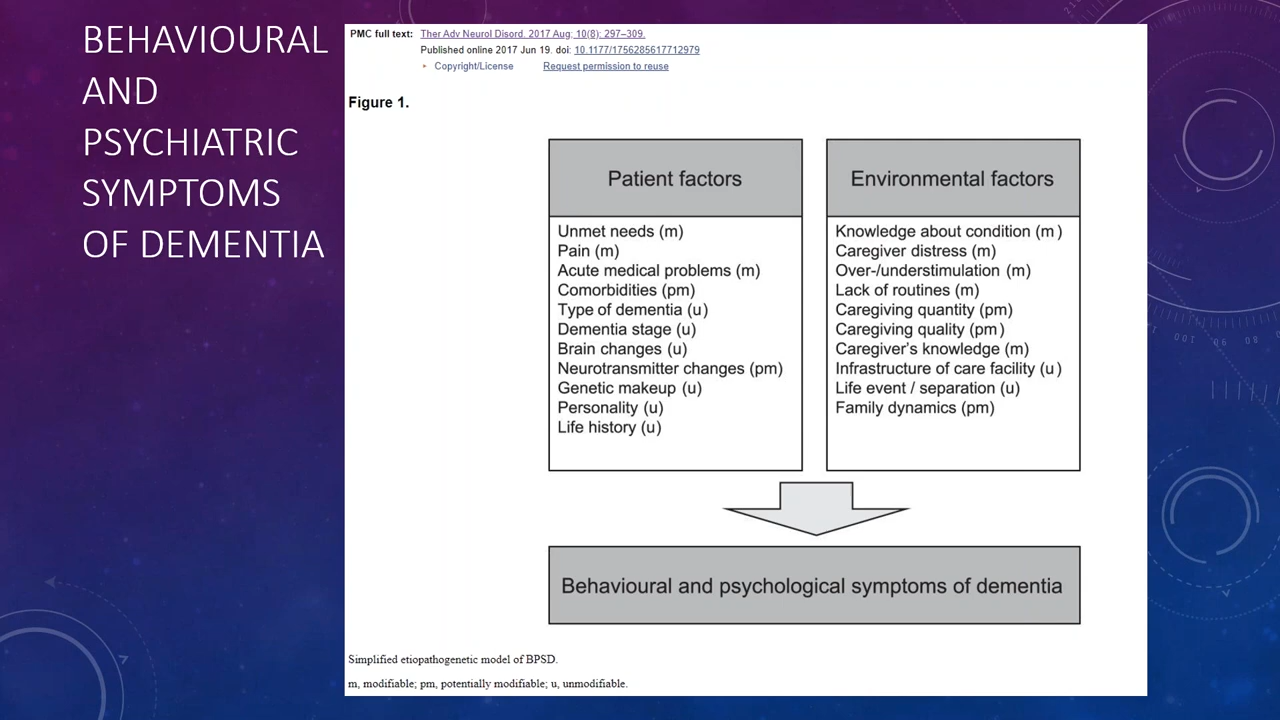 BEHAVIOURAL
AND
PSYCHIATRIC
SYMPTOMS
OF DEMENTIA
PMC full text: Ther Adv Neurol Disord. 2017 Aug; 10(8): 297–309.
Published online 2017 Jun 19. doi: 10.1177/1756285617712979
Copyright/License Request permission to reuse
Figure 1.
Patient factors
Unmet needs (m)
Pain (m)
Acute medical problems (m)
Comorbidities (pm)
Type of dementia (u)
Dementia stage (u)
Brain changes (u)
Neurotransmitter changes (pm)
Genetic makeup (u)
Personality (u)
Life history (u)
Environmental factors
Knowledge about condition (m)
Caregiver distress (m)
Over-/understimulation (m)
Lack of routines (m)
Caregiving quantity (pm)
Caregiving quality (pm)
Caregiver's knowledge (m)
Infrastructure of care facility (u)
Life event / separation (u)
Family dynamics (pm)
Behavioural and psychological symptoms of dementia
Simplified etiopathogenetic model of BPSD.
m, modifiable; pm, potentially modifiable; u, unmodifiable.